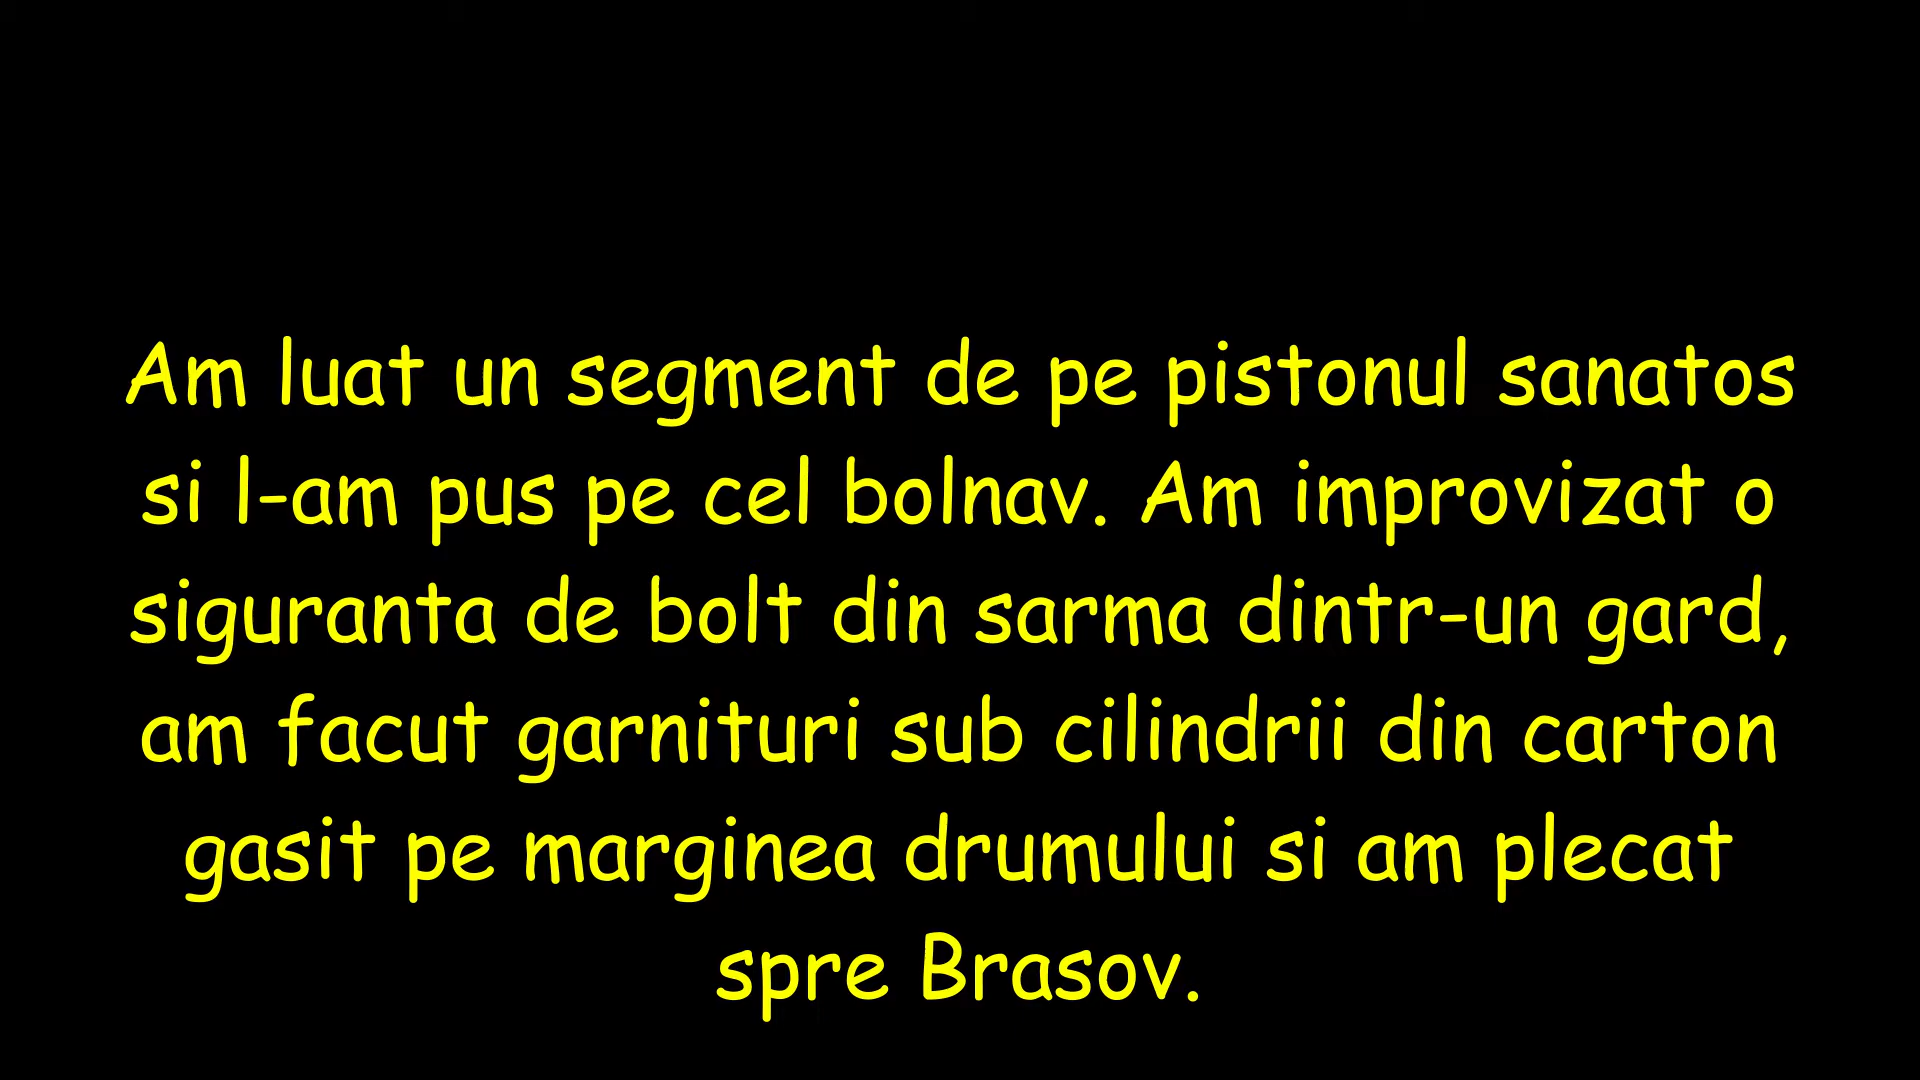 Am luat un segment de pe pistonul sanatos
si l-am pus pe cel bolnav. Am improvizat o
siguranta de bolt din sarma dintr-un gard,
am facut garnituri sub cilindrii din carton
gasit pe marginea drumului si am plecat
spre Brasov.